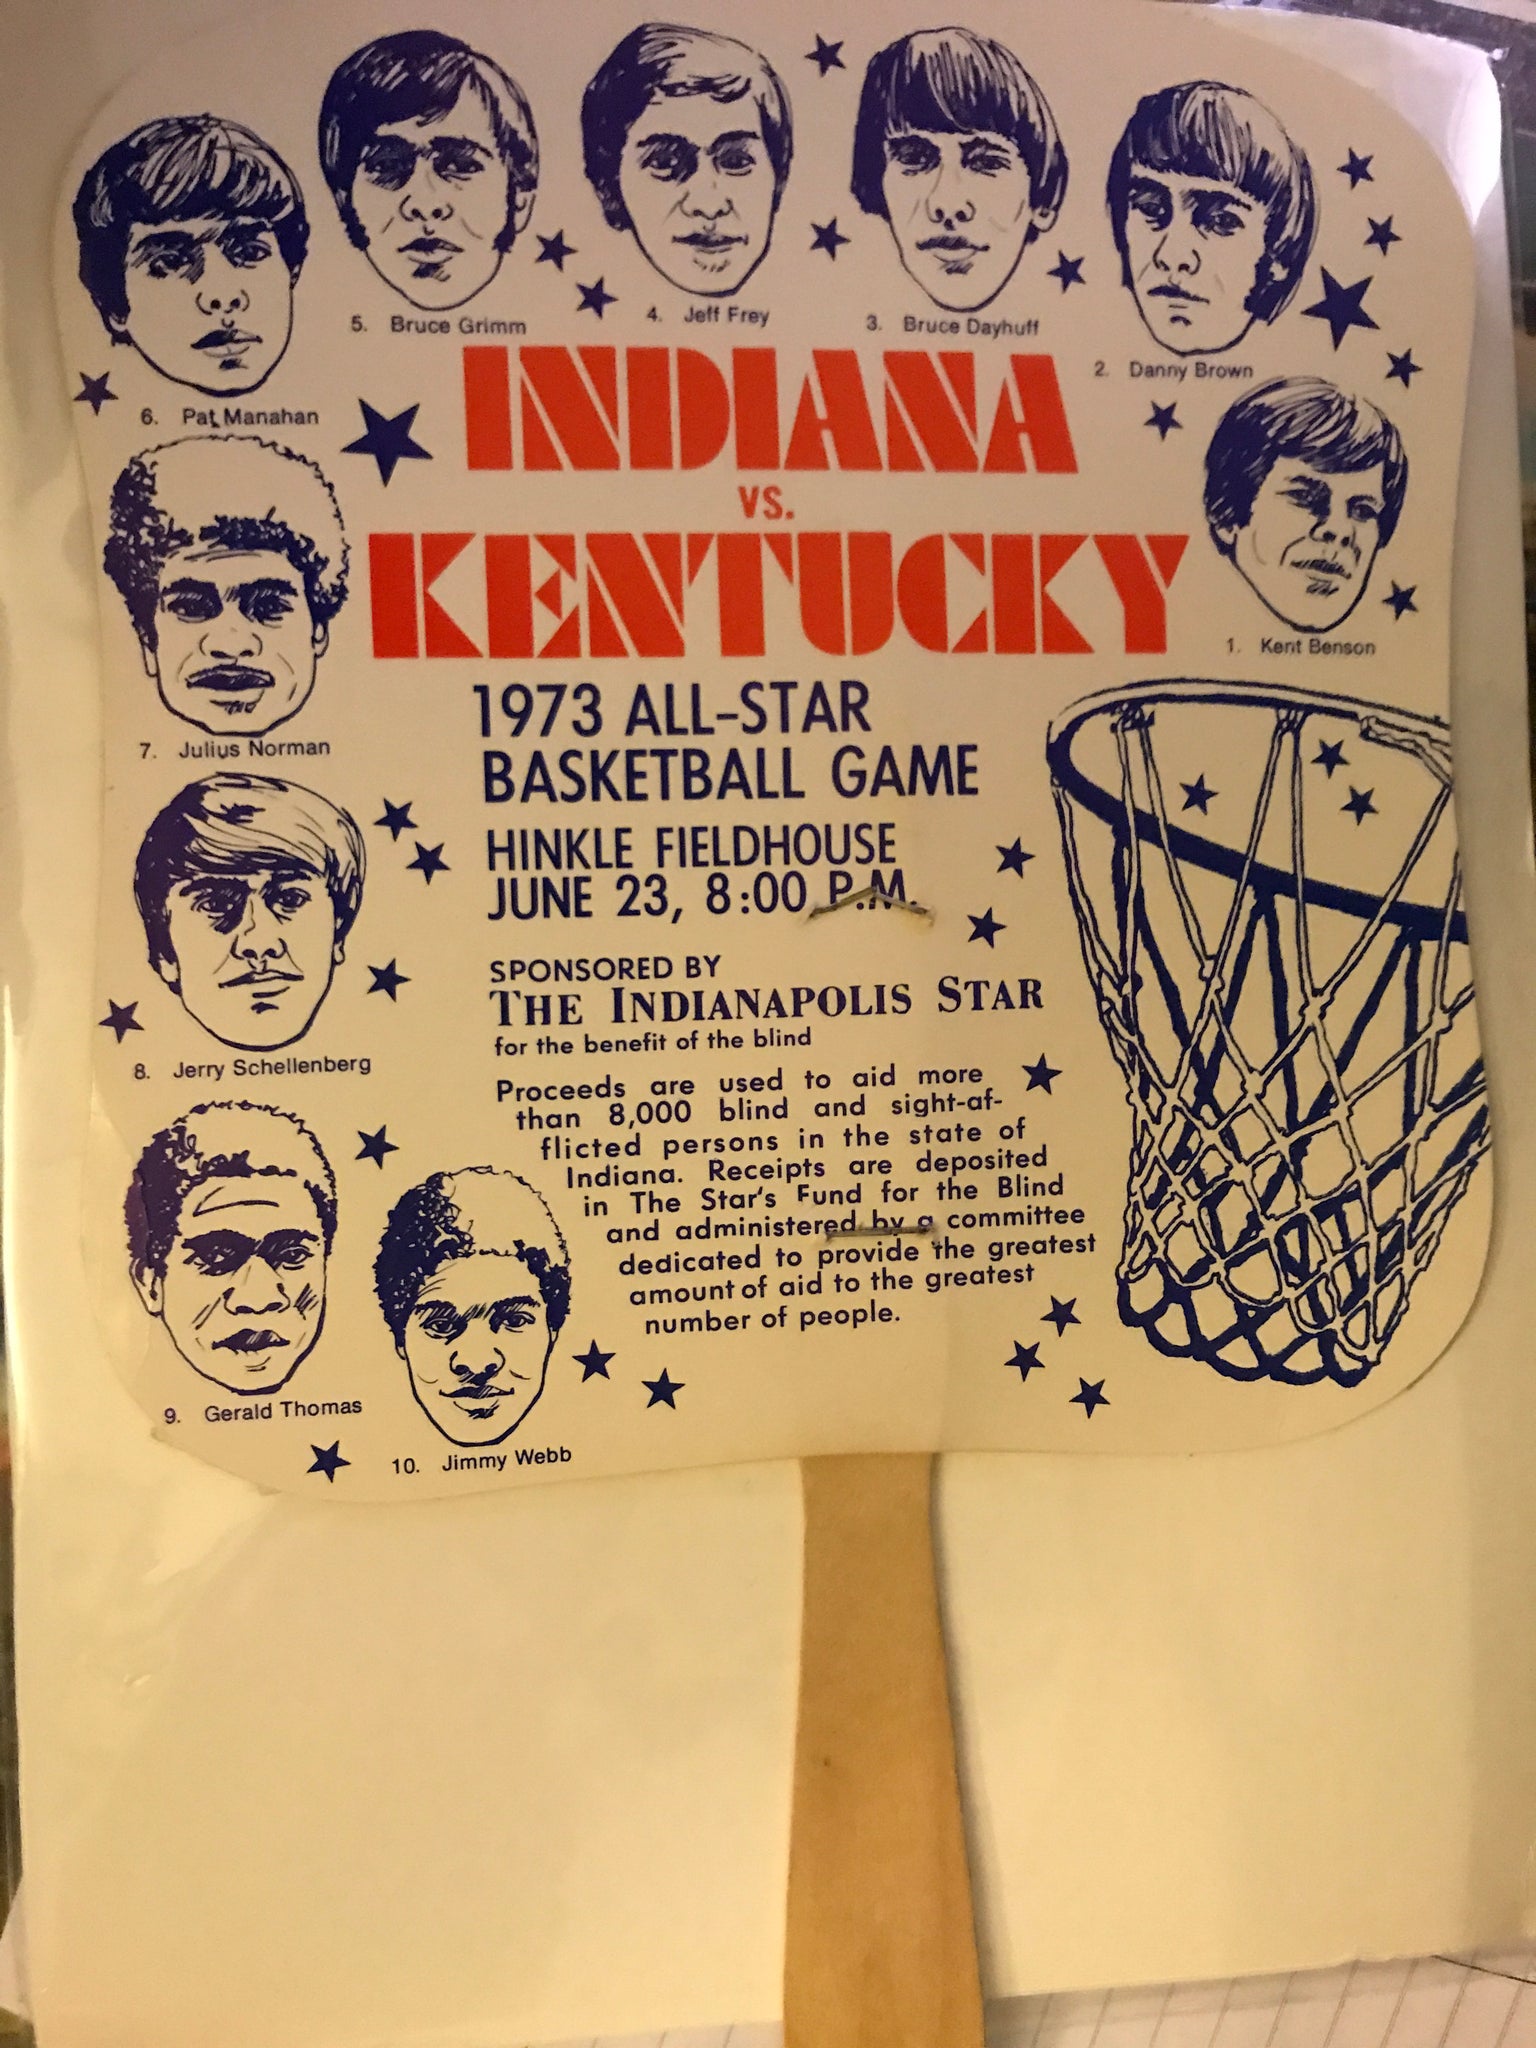 5. Bruce Grimm
4. Jeff Frey
3. Bruce Dayhuff
2. Danny Brown
6. Pat Manahan
INDIANA
VS.
KENTUCKY
1. Kent Benson
1973 ALL-STAR
BASKETBALL GAME
7. Julius Norman
HINKLE FIELDHOUSE
JUNE 23, 8:00 P.M.
SPONSORED BY
THE INDIANAPOLIS STAR
for the benefit of the blind
8. Jerry Schellenberg
Proceeds are used to aid more
than 8,000 blind and sight-af-
flicted persons in the state of
Indiana. Receipts are deposited
in The Star's Fund for the Blind
and administered by a committee
dedicated to provide the greatest
amount of aid to the greatest
number of people.
9. Gerald Thomas
10. Jimmy Webb